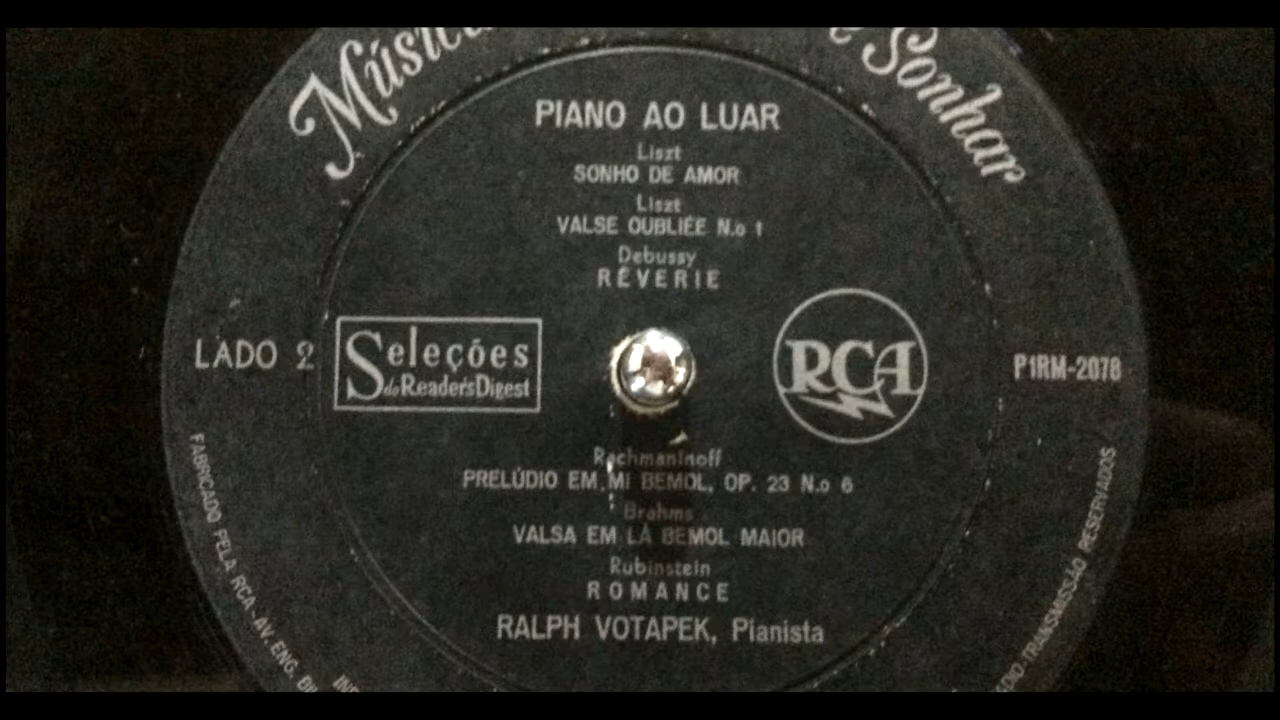 Sonhar
PIANO AO LUAR
Liszt
SONHO DE AMOR
Liszt
VALSE OUBLIÉE N.o 1
Debussy
RÊVERIE
LADO 2
Seleções
do Reader's Digest
RCA
P1RM-2078
Rachmaninoff
PRELÚDIO EM MI BEMOL, OP. 23 N.o 6
Brahms
VALSA EM LÁ BEMOL MAIOR
Rubinstein
ROMANCE
RALPH VOTAPEK, Pianista
FABRICADO PELA RCA - AV. ENG.
TRANSMISSÃO RESERVADOS